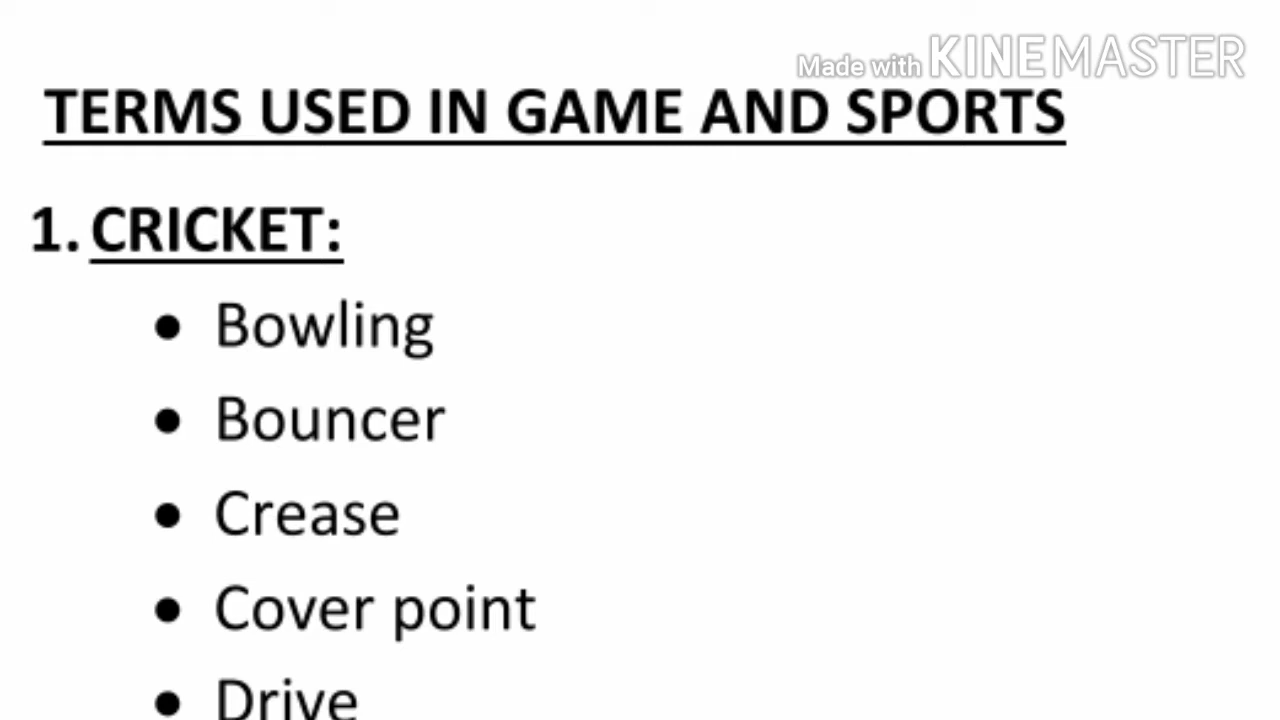 Made with KINEMASTER
TERMS USED IN GAME AND SPORTS
1. CRICKET:
• Bowling
• Bouncer
• Crease
• Cover point
• Drive